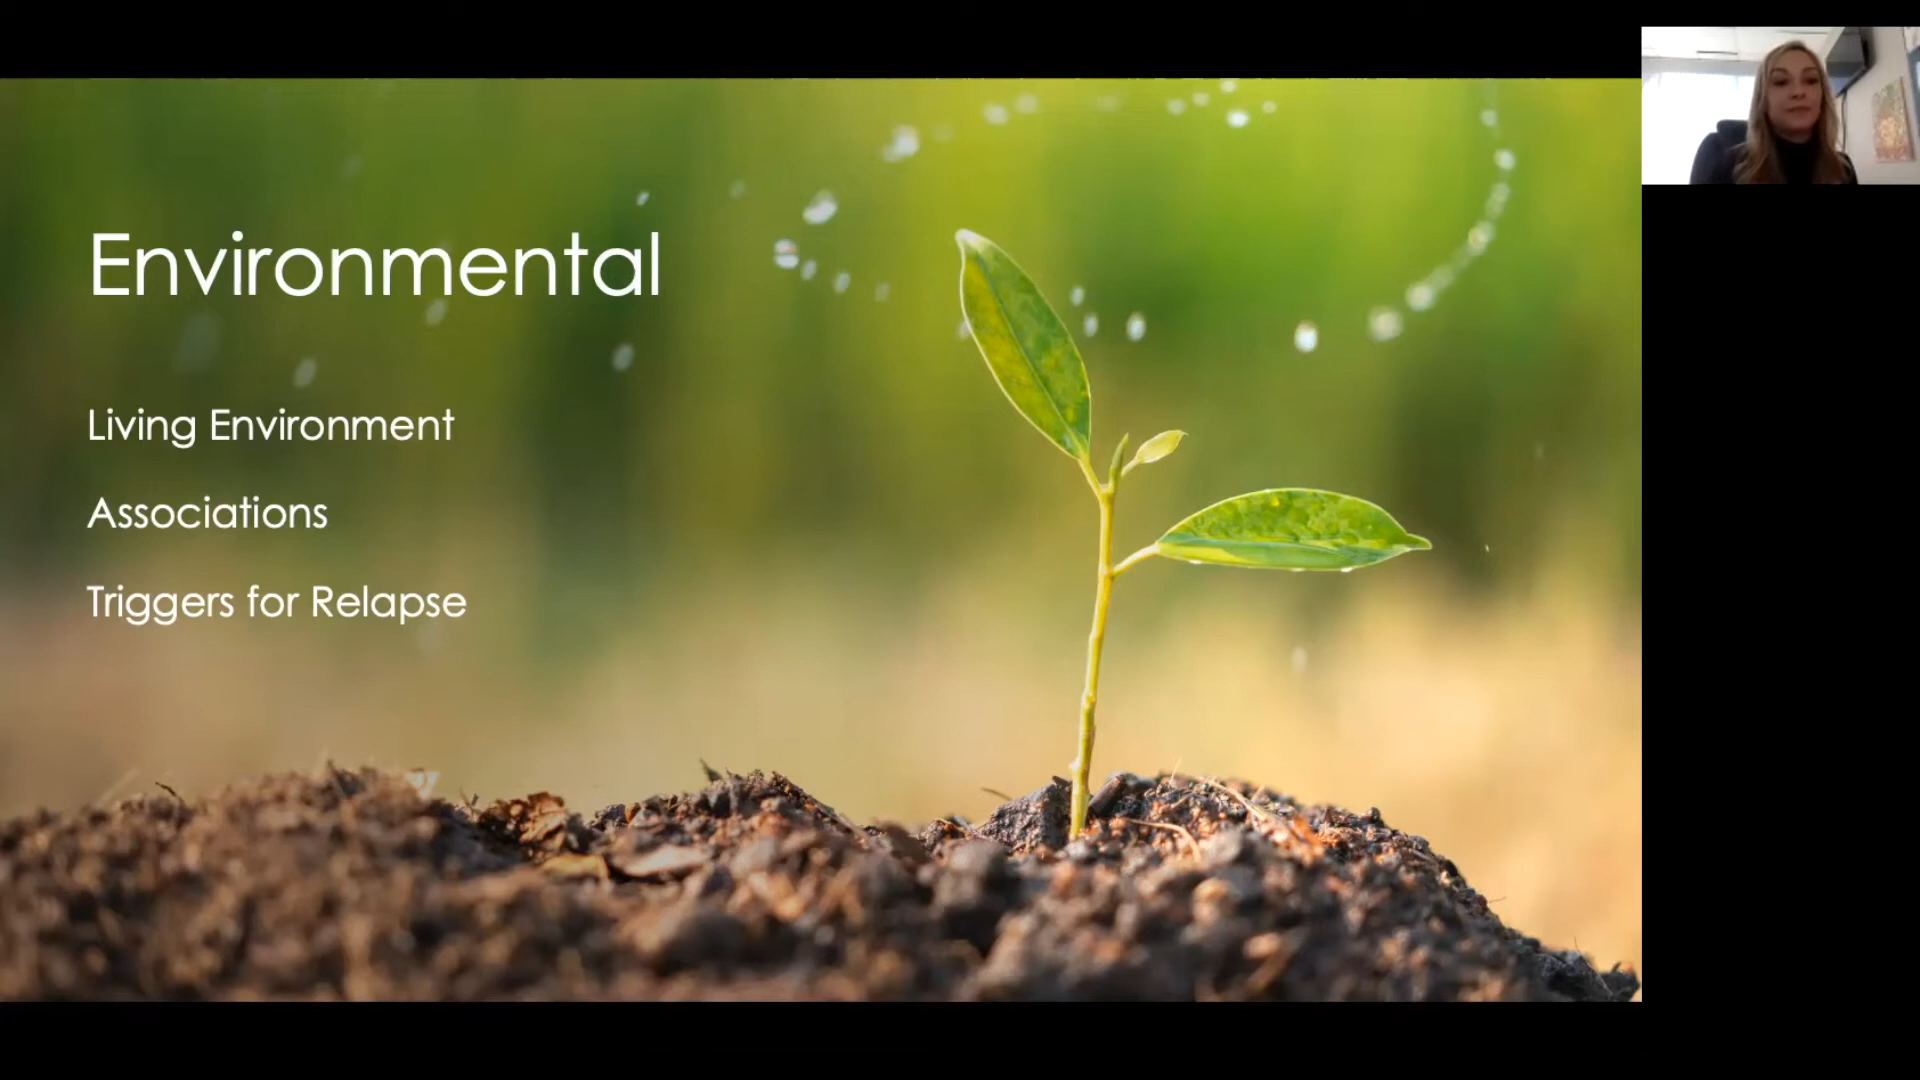 Environmental
Living Environment
Associations
Triggers for Relapse